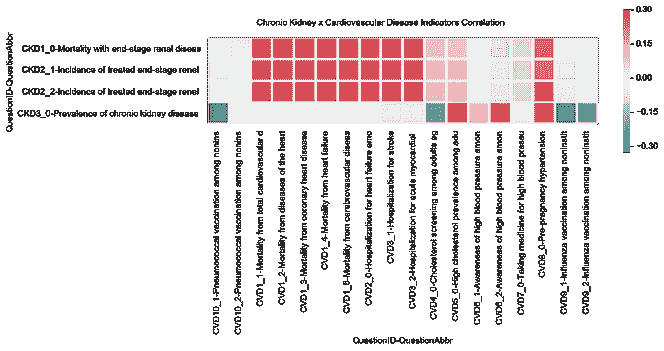 Chronic Kidney x Cardiovascular Disease Indicators Correlation
QuestionID-QuestionAbbr
CKD1_0-Mortality with end-stage renal diseas
CKD2_1-Incidence of treated end-stage renel
CKD2_2-Incidence of treated end-stage renel
CKD3_0-Prevalence of chronic kidney disease
0.30
0.15
0.00
-0.15
-0.30
CVD10_1-Pneumococcal vaccination among nonins
CVD10_2-Pneumococcal vaccination among nonins
CVD1_1-Mortality from total cardiovascular d
CVD1_2-Mortality from diseases of the heart
CVD1_3-Mortality from coronary heart disease
CVD1_4-Mortality from heart failure
CVD1_5-Mortality from cerebrovascular diseas
CVD2_0-Hospitalization for heart failure amo
CVD3_1-Hospitalization for stroke
CVD3_2-Hospitalization for acute myocardial
CVD4_0-Cholesterol screening among adults ag
CVD5_0-High cholesterol prevalence among adu
CVD6_1-Awareness of high blood pressure amon
CVD6_2-Awareness of high blood pressure amon
CVD7_0-Taking medicine for high blood pressu
CVD8_0-Pre-pregnancy hypertension
CVD9_1-Influenza vaccination among noninstit
CVD9_2-Influenza vaccination among noninstit
QuestionID-QuestionAbbr